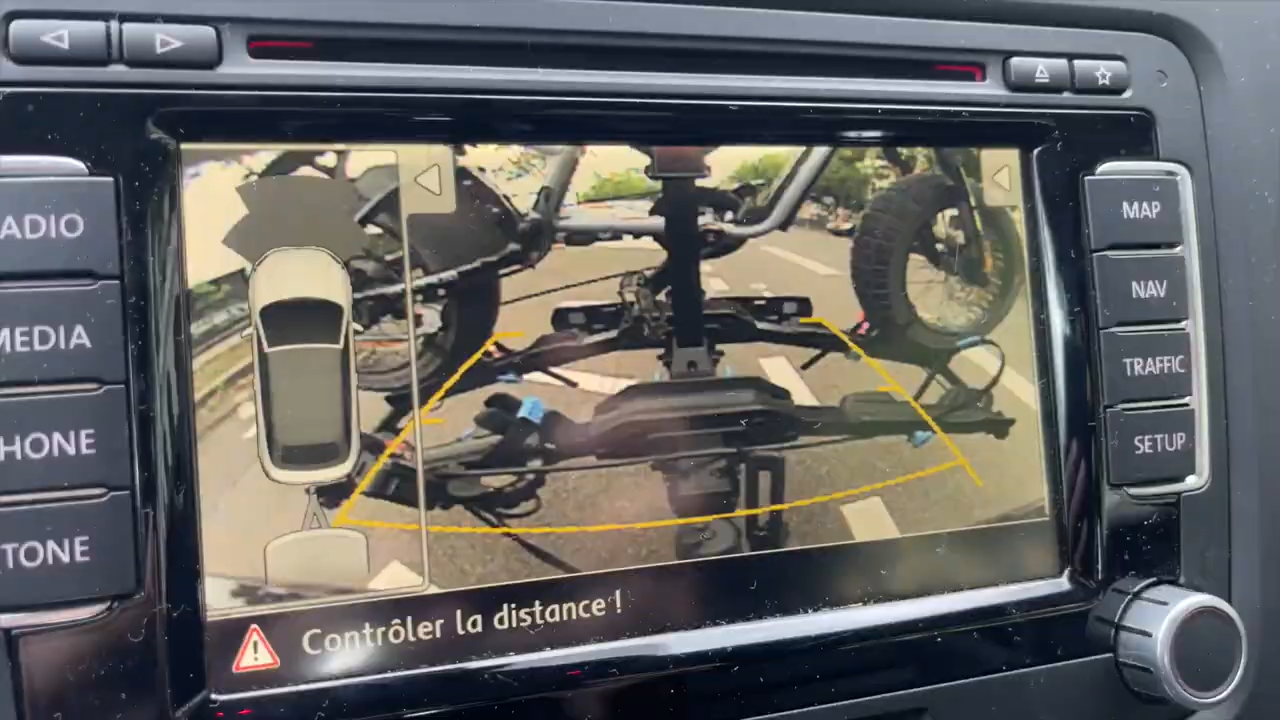 ADIO
MEDIA
HONE
TONE
MAP
NAV
TRAFFIC
SETUP
Contrôler la distance !